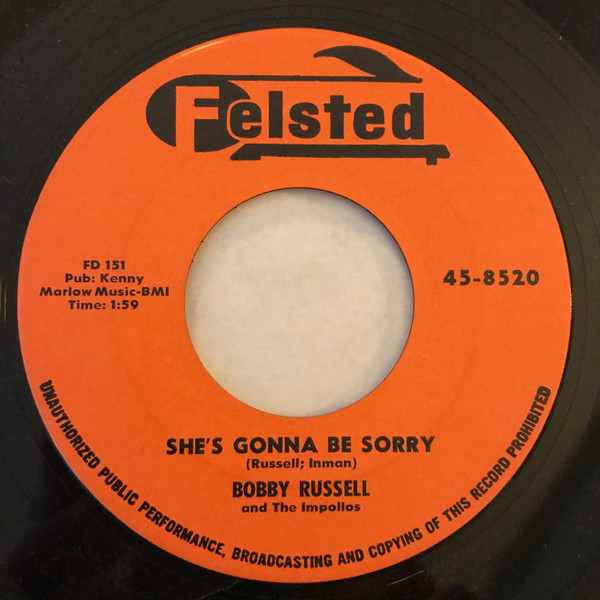 Felsted
FD 151
Pub: Kenny
Marlow Music-BMI
Time: 1:59
45-8520
SHE'S GONNA BE SORRY
(Russell; Inman)
BOBBY RUSSELL
and The Impollos
UNAUTHORIZED PUBLIC PERFORMANCE, BROADCASTING AND COPYING OF THIS RECORD PROHIBITED